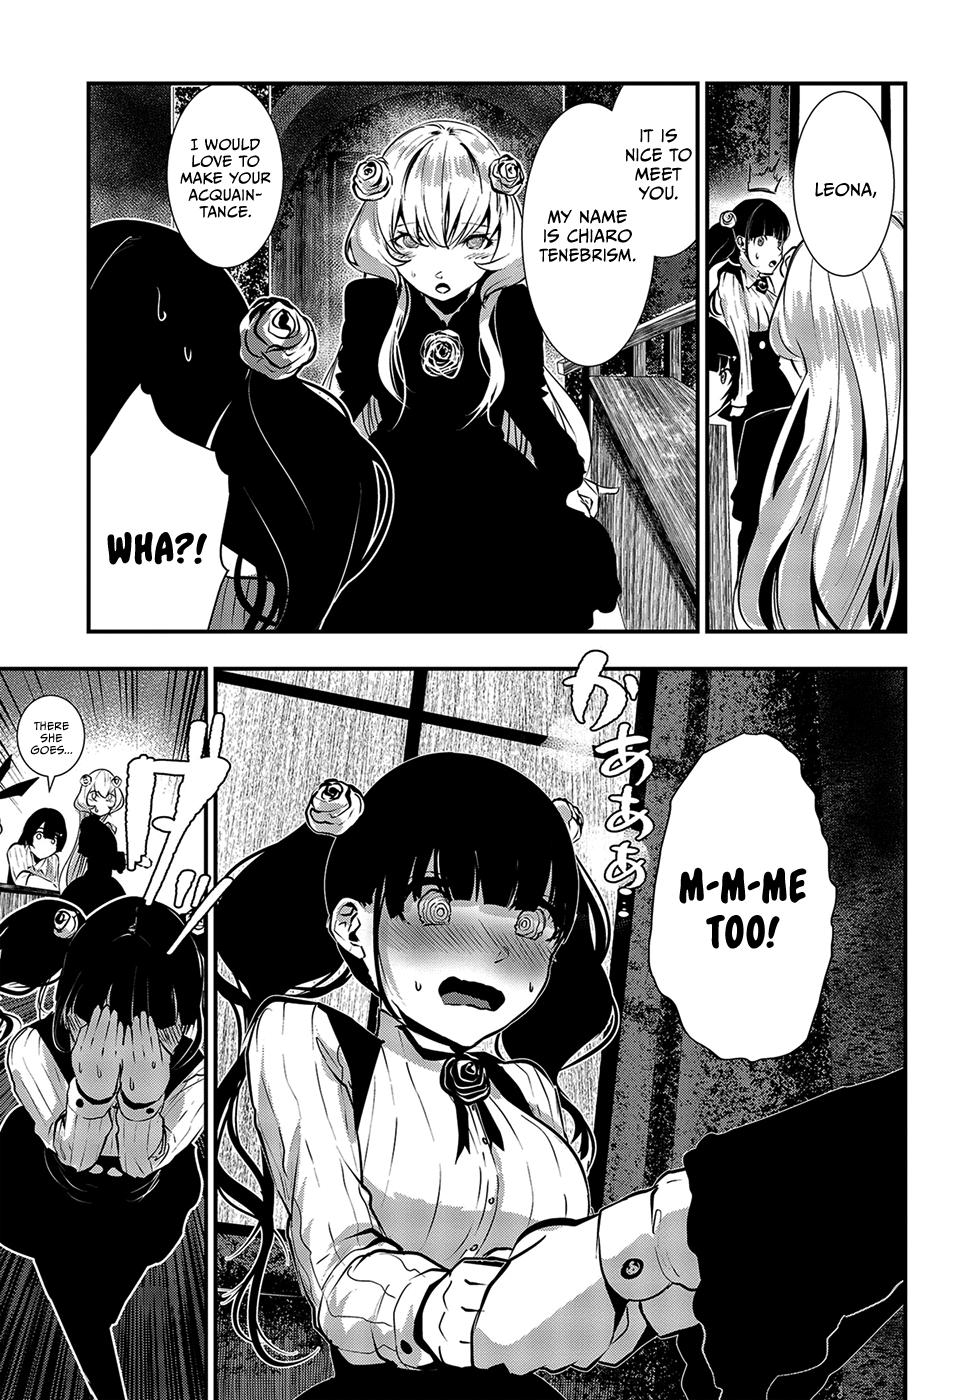 LEONA,
IT IS
NICE TO
MEET
YOU.
MY NAME
IS CHIARO
TENEBRISM.
I WOULD
LOVE TO
MAKE YOUR
ACQUAIN-
TANCE.
WHA?!
M-M-ME
TOO!
かあああ…
THERE
SHE
GOES...